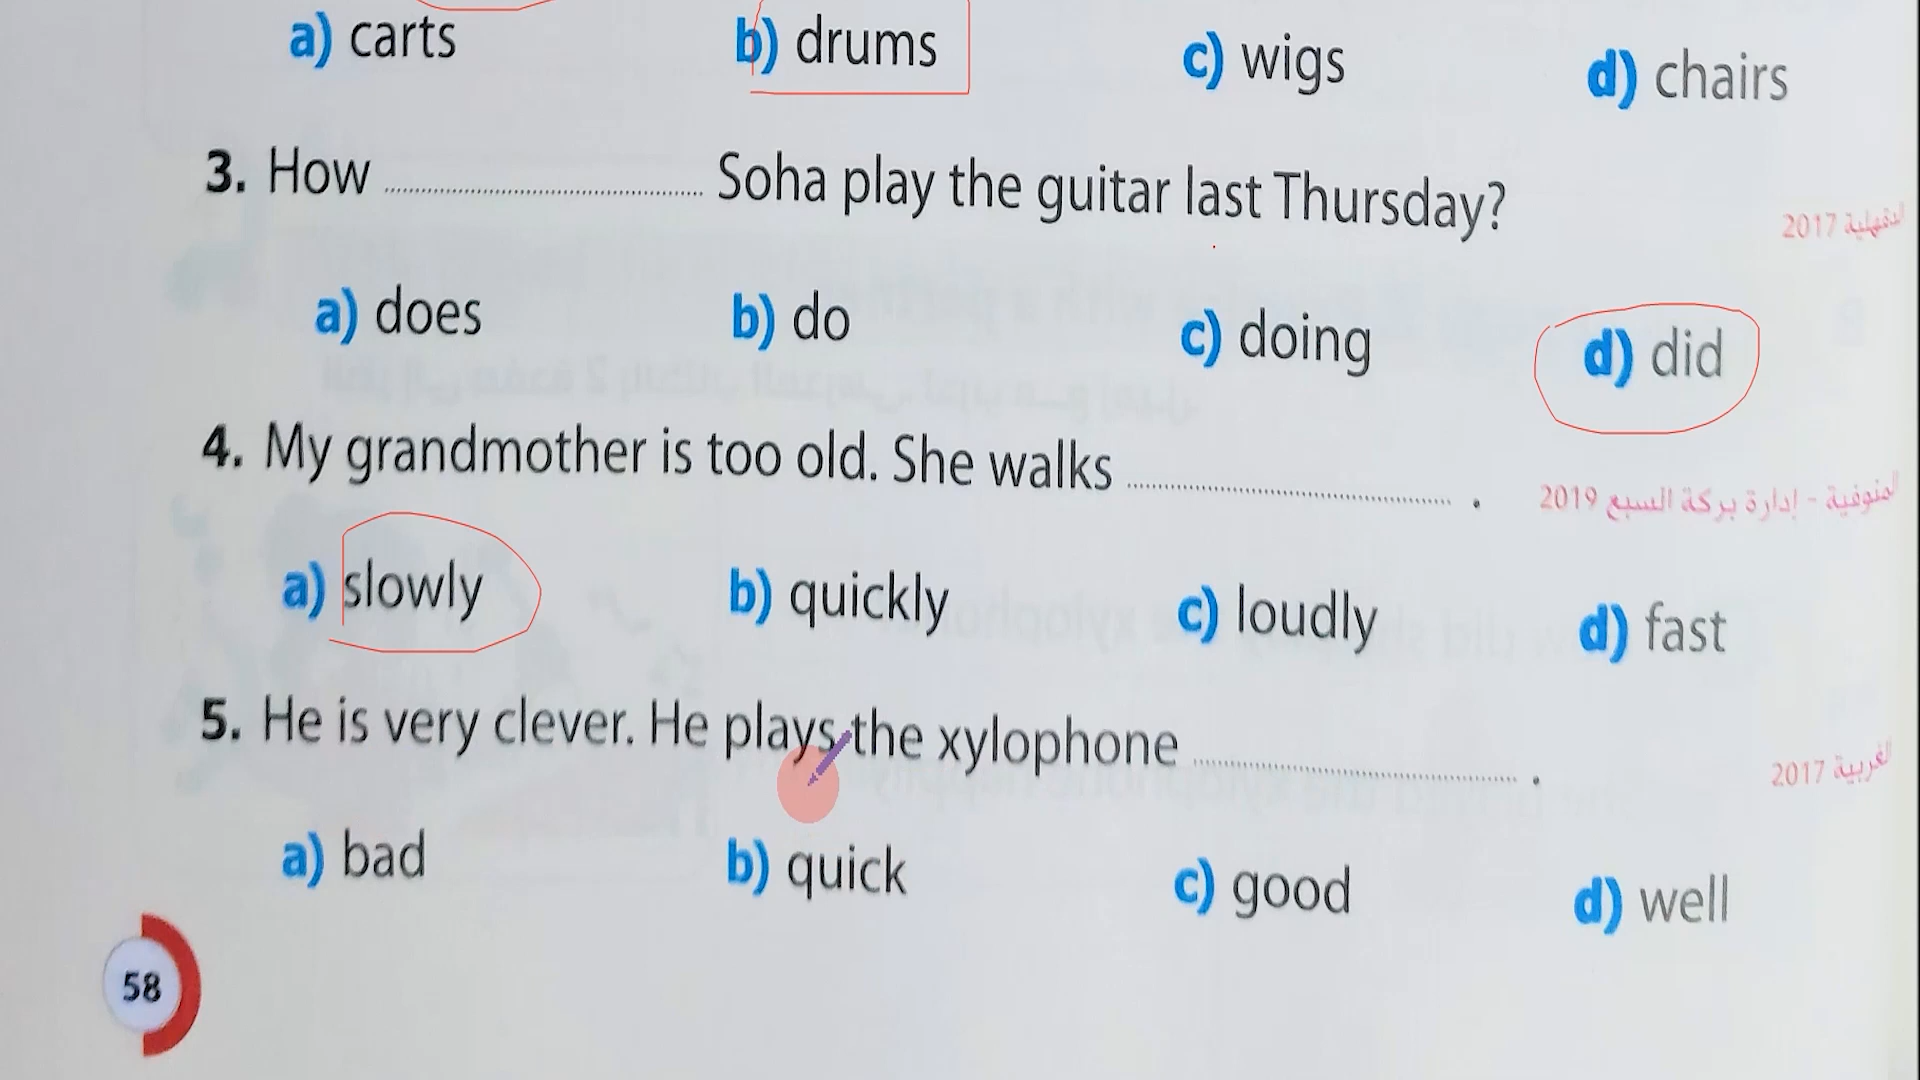 a) carts b) drums c) wigs d) chairs
3. How .......... Soha play the guitar last Thursday?
الدقهلية 2017
a) does b) do c) doing d) did
4. My grandmother is too old. She walks .......... .
المنوفية - إدارة بركة السبع 2019
a) slowly b) quickly c) loudly d) fast
5. He is very clever. He plays the xylophone .......... .
الغربية 2017
a) bad b) quick c) good d) well
58